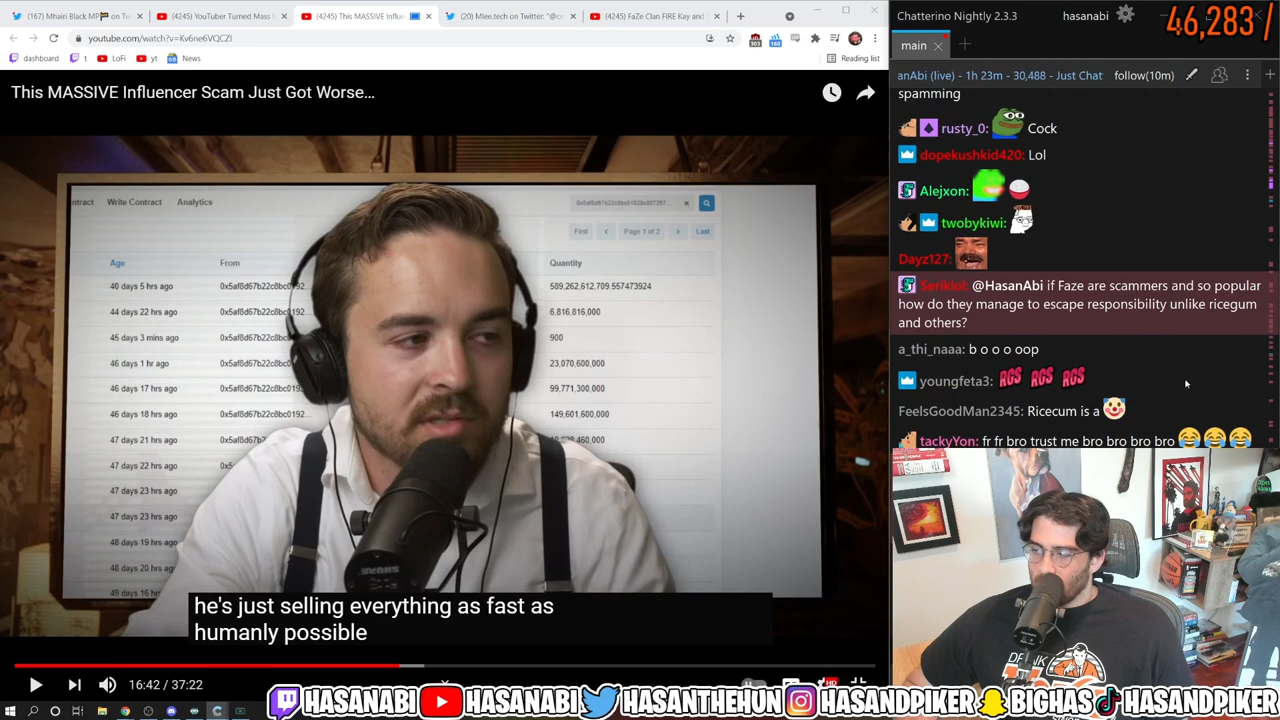 (167) Mhairi Black MP on Tw
(4245) YouTuber Turned Mass M
(4245) This MASSIVE Influen
(20) Mlee.tech on Twitter: "@co
(4245) FaZe Clan FIRE Kay and
youtube.com/watch?v=Kv6ne6VQCZI
303
160
dashboard
t
LoFi
yt
News
Reading list
This MASSIVE Influencer Scam Just Got Worse…
ntract
Write Contract
Analytics
First
Page 1 of 2
Last
Age
From
Quantity
40 days 5 hrs ago
589,262,612,709.557473924
44 days 22 hrs ago
6,816,816,000
45 days 3 mins ago
900
46 days 1 hr ago
23,070,600,000
46 days 17 hrs ago
99,771,300,000
46 days 18 hrs ago
149,601,600,000
47 days 21 hrs ago
47 days 22 hrs ago
47 days 23 hrs ago
47 days 23 hrs ago
48 days 19 hrs ago
48 days 20 hrs ago
he's just selling everything as fast as
humanly possible
16:42 / 37:22
Chatterino Nightly 2.3.3
hasanabi
46,283 /
main
anAbi (live) - 1h 23m - 30,488 - Just Chat
follow(10m)
spamming
rusty_0: Cock
dopekushkid420: Lol
Alejxon:
twobykiwi:
Dayz127:
Seriklol: @HasanAbi if Faze are scammers and so popular
how do they manage to escape responsibility unlike ricegum
and others?
a_thi_naaa: b o o o oop
youngfeta3: RGS RGS RGS
FeelsGoodMan2345: Ricecum is a
tackyYon: fr fr bro trust me bro bro bro bro
HASANABI
HASANABI
HASANTHEHUN
HASANDPIKER
BIGHAS
HASANDPIKER